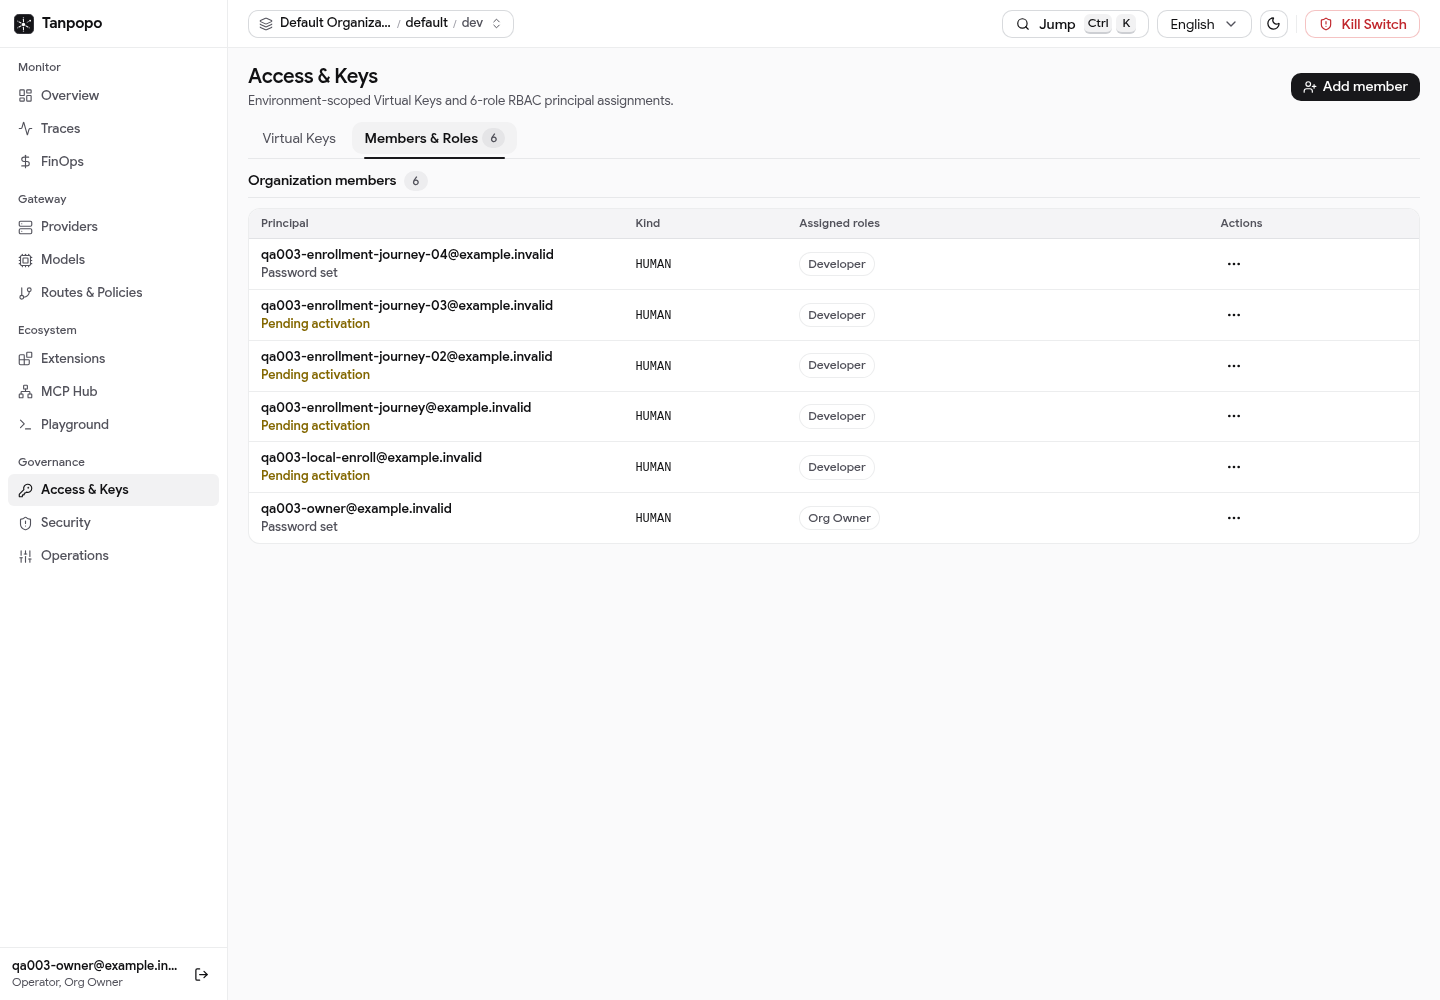 Tanpopo
Default Organiza... / default / dev
Jump Ctrl K
English
Kill Switch
Monitor
Overview
Traces
FinOps
Gateway
Providers
Models
Routes & Policies
Ecosystem
Extensions
MCP Hub
Playground
Governance
Access & Keys
Security
Operations
qa003-owner@example.in...
Operator, Org Owner
Access & Keys
Environment-scoped Virtual Keys and 6-role RBAC principal assignments.
Add member
Virtual Keys
Members & Roles 6
Organization members 6
Principal Kind Assigned roles Actions
qa003-enrollment-journey-04@example.invalid
Password set
HUMAN
Developer
qa003-enrollment-journey-03@example.invalid
Pending activation
HUMAN
Developer
qa003-enrollment-journey-02@example.invalid
Pending activation
HUMAN
Developer
qa003-enrollment-journey@example.invalid
Pending activation
HUMAN
Developer
qa003-local-enroll@example.invalid
Pending activation
HUMAN
Developer
qa003-owner@example.invalid
Password set
HUMAN
Org Owner